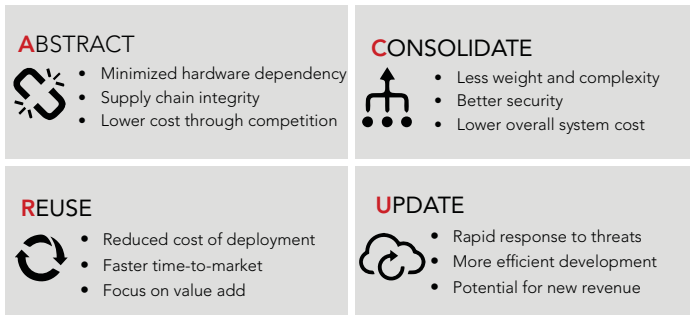 ABSTRACT
• Minimized hardware dependency
• Supply chain integrity
• Lower cost through competition
CONSOLIDATE
• Less weight and complexity
• Better security
• Lower overall system cost
REUSE
• Reduced cost of deployment
• Faster time-to-market
• Focus on value add
UPDATE
• Rapid response to threats
• More efficient development
• Potential for new revenue